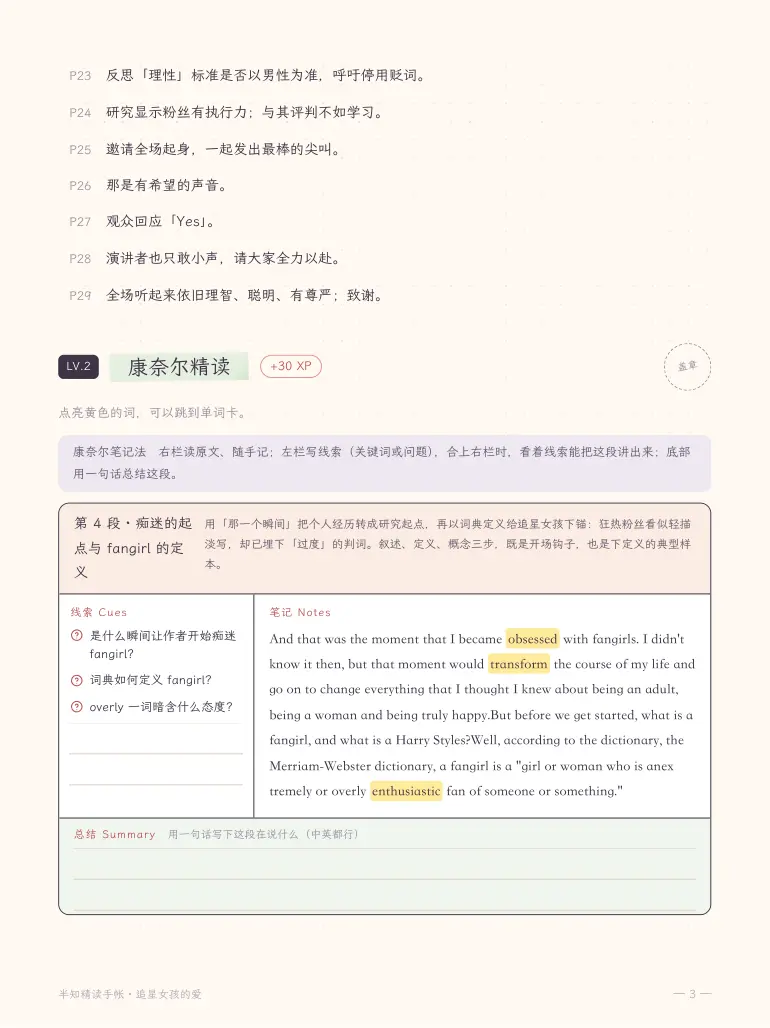 P23 反思「理性」标准是否以男性为准，呼吁停用贬词。
P24 研究显示粉丝有执行力；与其评判不如学习。
P25 邀请全场起身，一起发出最棒的尖叫。
P26 那是有希望的声音。
P27 观众回应「Yes」。
P28 演讲者也只敢小声，请大家全力以赴。
P29 全场听起来依旧理智、聪明、有尊严；致谢。
LV.2 康奈尔精读 +30 XP 盖章
点亮黄色的词，可以跳到单词卡。
康奈尔笔记法 右栏读原文、随手记；左栏写线索（关键词或问题），合上右栏时，看着线索能把这段讲出来；底部
用一句话总结这段。
第 4 段·痴迷的起
点与 fangirl 的定
义
用「那一个瞬间」把个人经历转成研究起点，再以词典定义给追星女孩下锚：狂热粉丝看似轻描
淡写，却已埋下「过度」的判词。叙述、定义、概念三步，既是开场钩子，也是下定义的典型样
本。
线索 Cues
是什么瞬间让作者开始痴迷
fangirl?
词典如何定义 fangirl?
overly 一词暗含什么态度?
笔记 Notes
And that was the moment that I became obsessed with fangirls. I didn't
know it then, but that moment would transform the course of my life and
go on to change everything that I thought I knew about being an adult,
being a woman and being truly happy.But before we get started, what is a
fangirl, and what is a Harry Styles?Well, according to the dictionary, the
Merriam-Webster dictionary, a fangirl is a "girl or woman who is anex
tremely or overly enthusiastic fan of someone or something."
总结 Summary 用一句话写下这段在说什么（中英都行）
半知精读手帐·追星女孩的爱
— 3 —